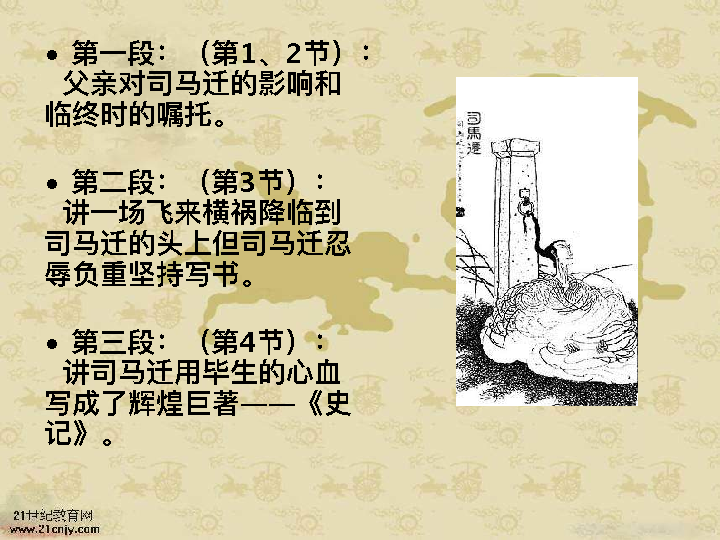 • 第一段：（第1、2节）：
父亲对司马迁的影响和
临终时的嘱托。
• 第二段：（第3节）：
讲一场飞来横祸降临到
司马迁的头上但司马迁忍
辱负重坚持写书。
• 第三段：（第4节）：
讲司马迁用毕生的心血
写成了辉煌巨著——《史
记》。
司馬遷
21世纪教育网
www.21cnjy.com